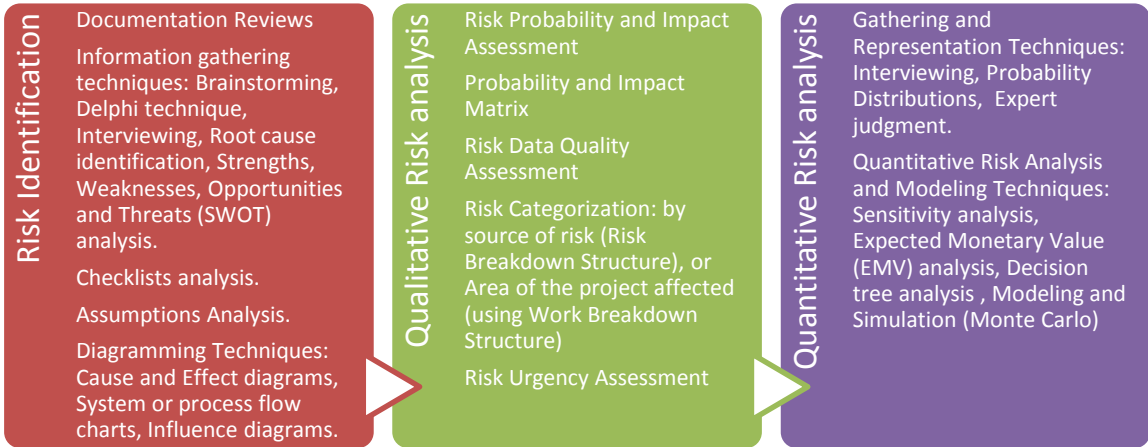 Risk Identification
Documentation Reviews
Information gathering
techniques: Brainstorming,
Delphi technique,
Interviewing, Root cause
identification, Strengths,
Weaknesses, Opportunities
and Threats (SWOT)
analysis.
Checklists analysis.
Assumptions Analysis.
Diagramming Techniques:
Cause and Effect diagrams,
System or process flow
charts, Influence diagrams.
Qualitative Risk analysis
Risk Probability and Impact
Assessment
Probability and Impact
Matrix
Risk Data Quality
Assessment
Risk Categorization: by
source of risk (Risk
Breakdown Structure), or
Area of the project affected
(using Work Breakdown
Structure)
Risk Urgency Assessment
Quantitative Risk analysis
Gathering and
Representation Techniques:
Interviewing, Probability
Distributions,  Expert
judgment.
Quantitative Risk Analysis
and Modeling Techniques:
Sensitivity analysis,
Expected Monetary Value
(EMV) analysis, Decision
tree analysis , Modeling and
Simulation (Monte Carlo)